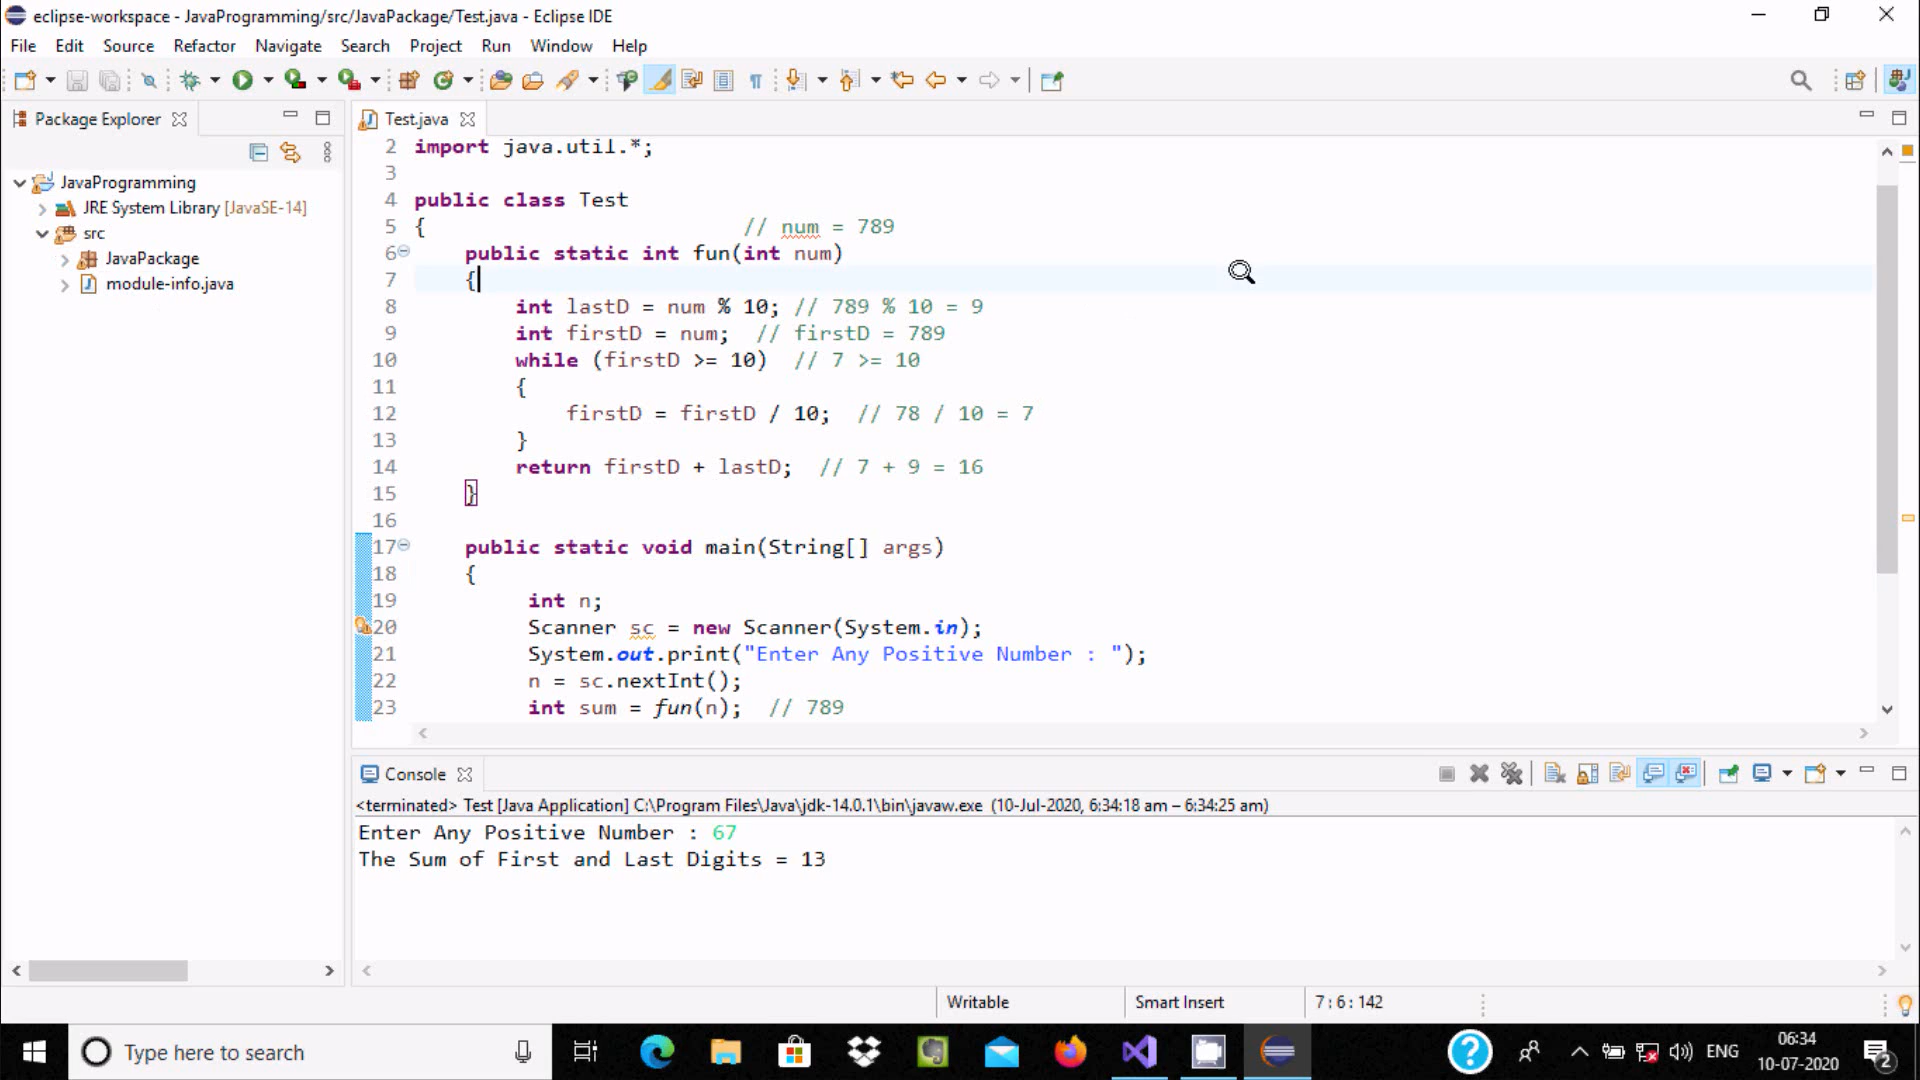 eclipse-workspace - JavaProgramming/src/JavaPackage/Test.java - Eclipse IDE
File Edit Source Refactor Navigate Search Project Run Window Help
Package Explorer
Test.java
JavaProgramming
JRE System Library [JavaSE-14]
src
JavaPackage
module-info.java
2 import java.util.*;
3
4 public class Test
5 { // num = 789
6 public static int fun(int num)
7 {
8 int lastD = num % 10; // 789 % 10 = 9
9 int firstD = num; // firstD = 789
10 while (firstD >= 10) // 7 >= 10
11 {
12 firstD = firstD / 10; // 78 / 10 = 7
13 }
14 return firstD + lastD; // 7 + 9 = 16
15 }
16
17 public static void main(String[] args)
18 {
19 int n;
20 Scanner sc = new Scanner(System.in);
21 System.out.print("Enter Any Positive Number : ");
22 n = sc.nextInt();
23 int sum = fun(n); // 789
Console
<terminated> Test [Java Application] C:\Program Files\Java\jdk-14.0.1\bin\javaw.exe (10-Jul-2020, 6:34:18 am – 6:34:25 am)
Enter Any Positive Number : 67
The Sum of First and Last Digits = 13
Writable Smart Insert 7 : 6 : 142
Type here to search
ENG
06:34
10-07-2020
2